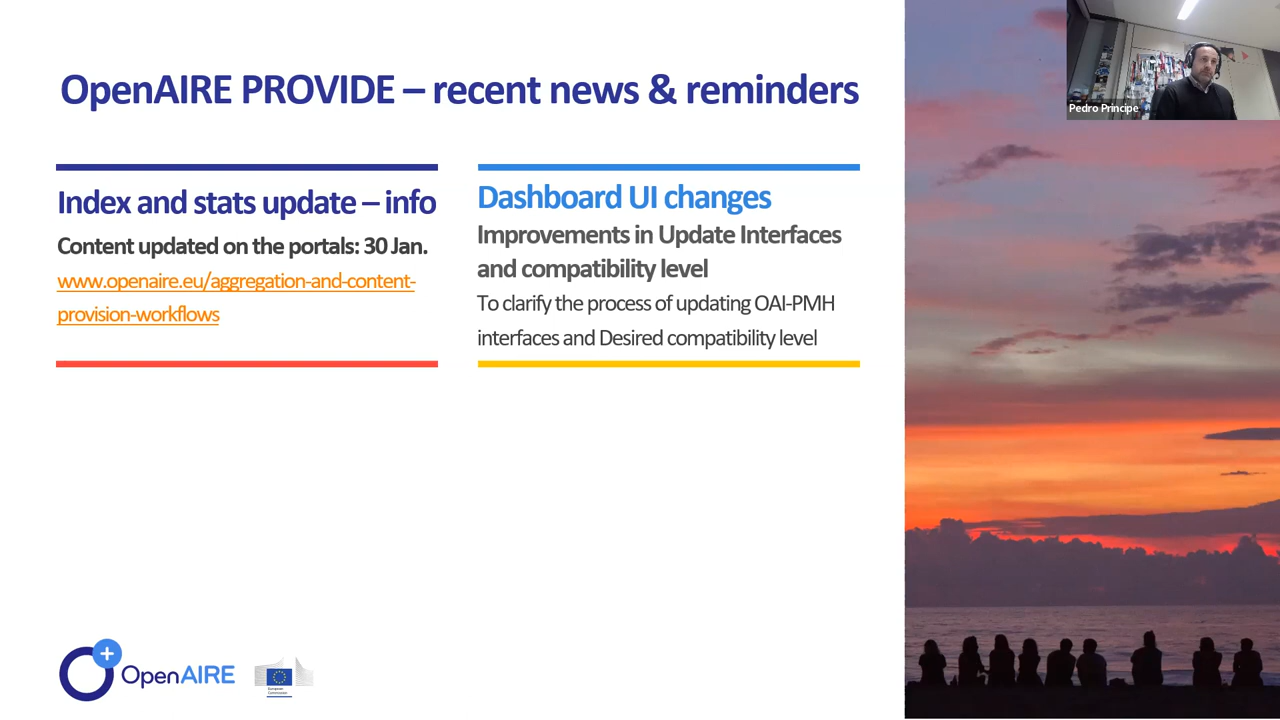 OpenAIRE PROVIDE – recent news & reminders
Pedro Principe
Index and stats update – info
Content updated on the portals: 30 Jan.
www.openaire.eu/aggregation-and-content-
provision-workflows
Dashboard UI changes
Improvements in Update Interfaces
and compatibility level
To clarify the process of updating OAI-PMH
interfaces and Desired compatibility level
OpenAIRE
European
Commission